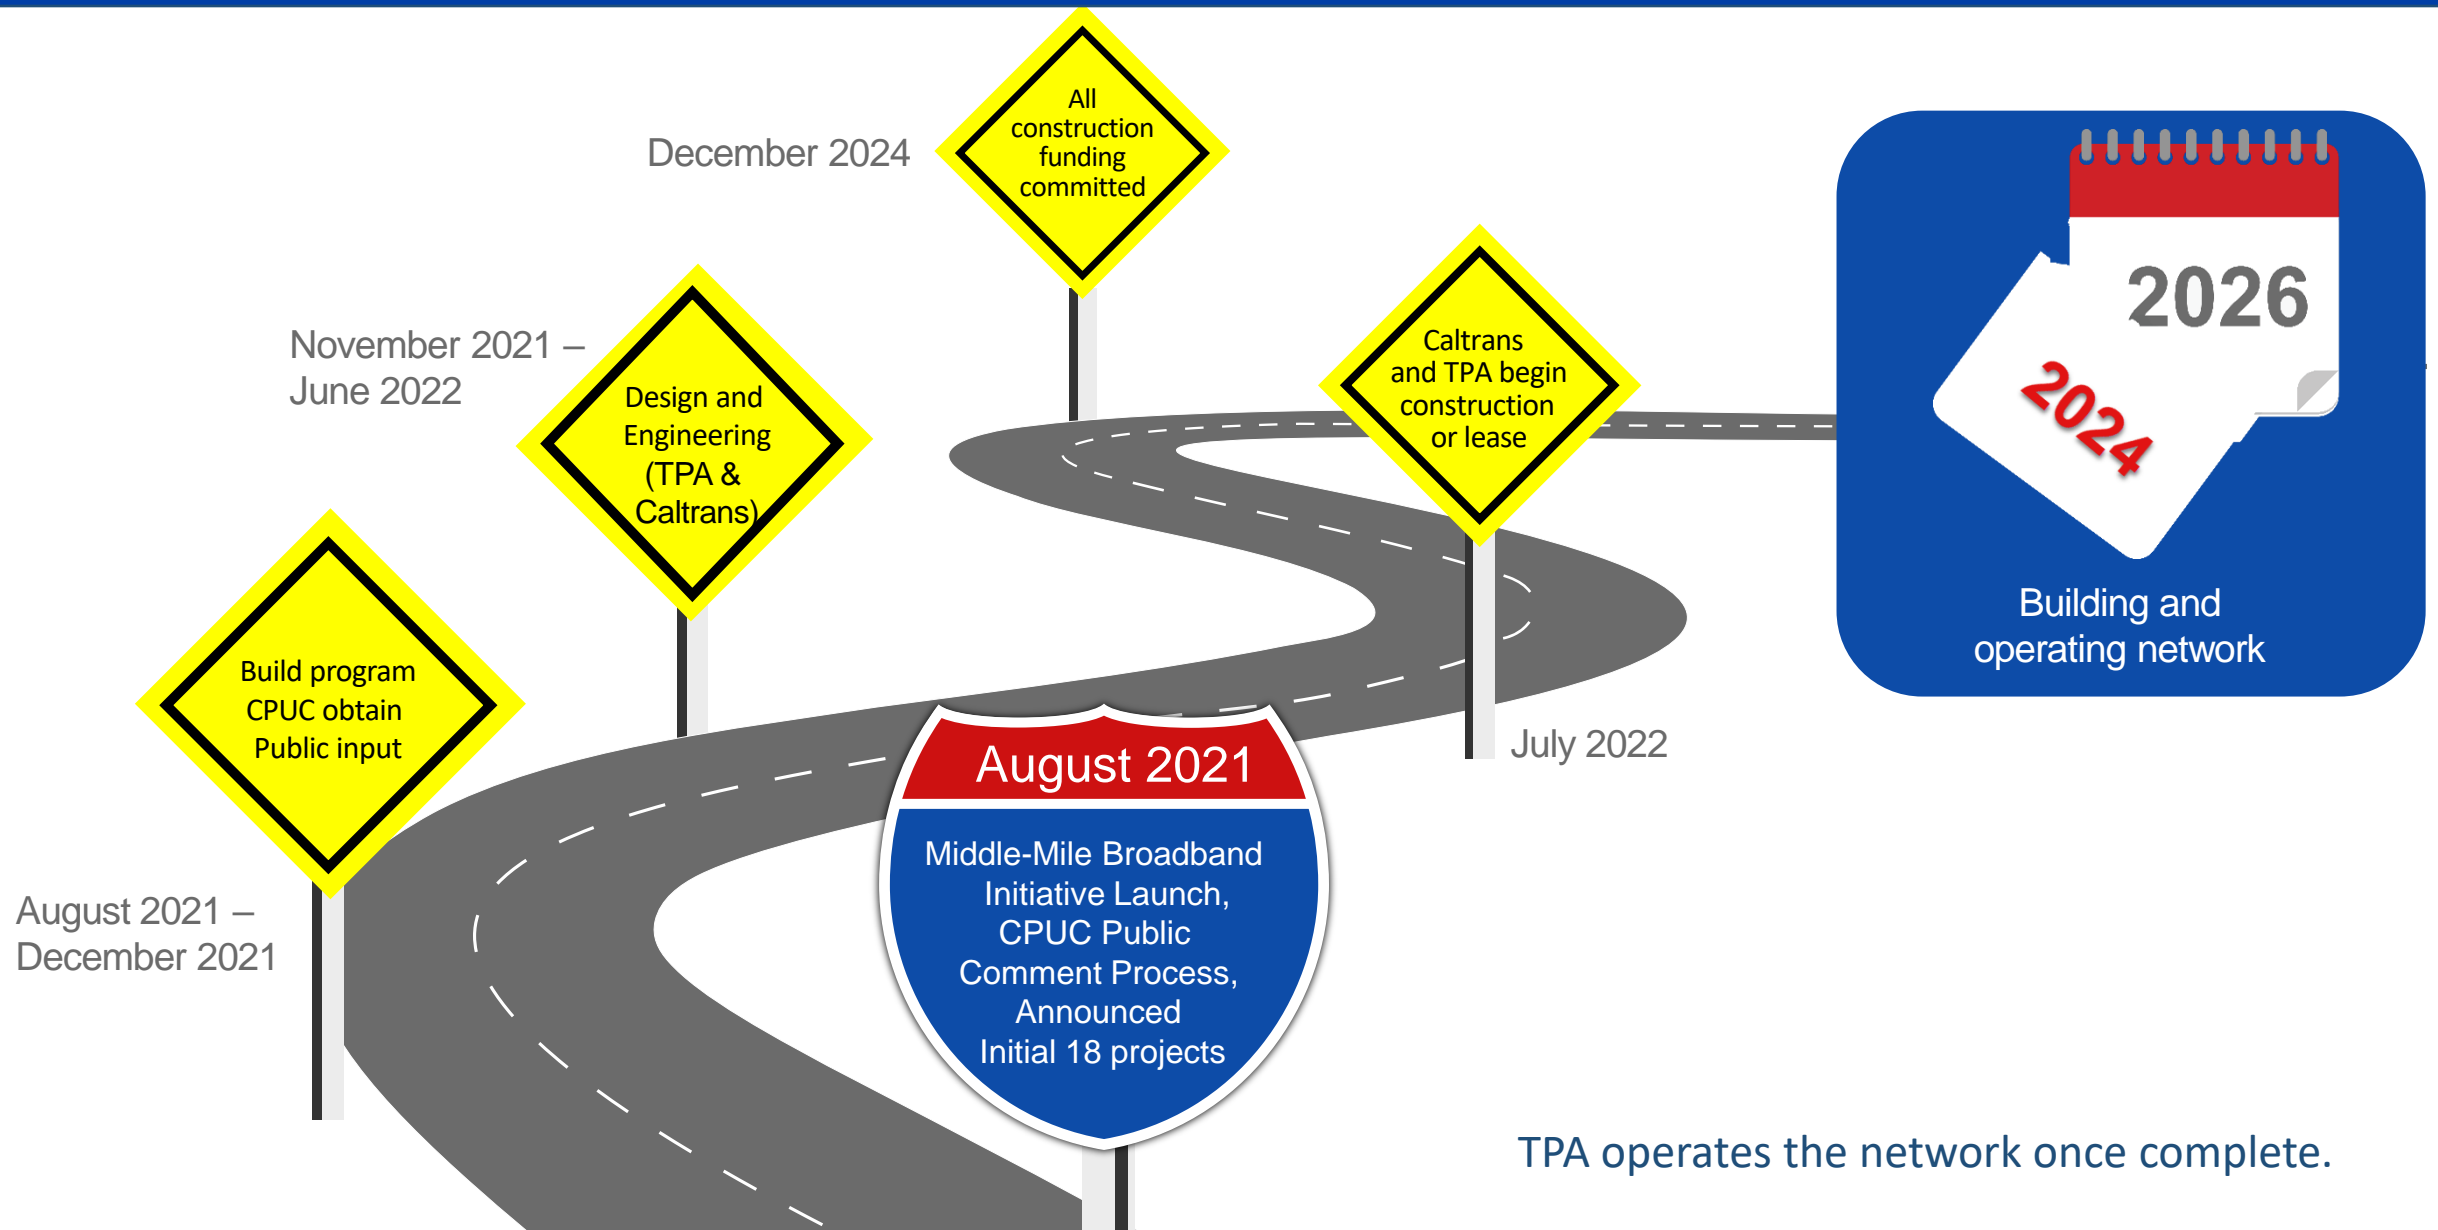 All
construction
funding
committed
December 2024
November 2021 –
June 2022
Design and
Engineering
(TPA &
Caltrans)
Caltrans
and TPA begin
construction
or lease
2026
2024
Building and
operating network
Build program
CPUC obtain
Public input
August 2021 –
December 2021
July 2022
August 2021
Middle-Mile Broadband
Initiative Launch,
CPUC Public
Comment Process,
Announced
Initial 18 projects
TPA operates the network once complete.